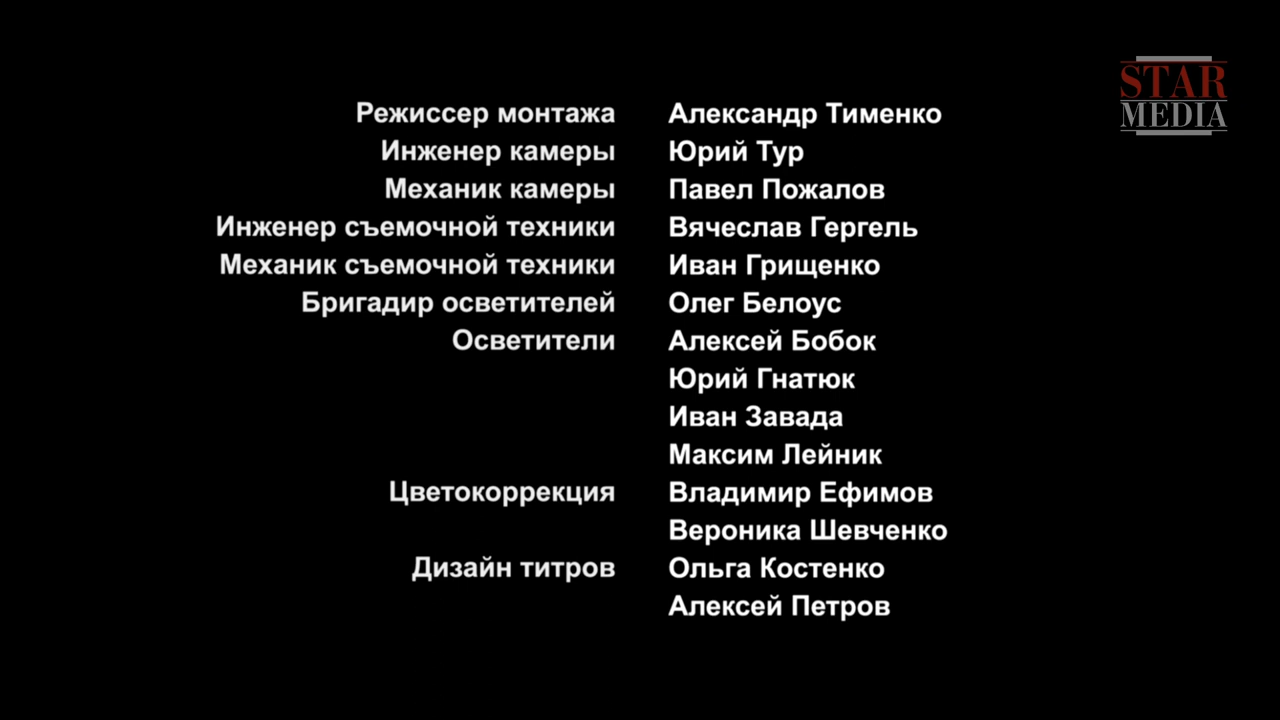 STAR
MEDIA
Режиссер монтажа Александр Тименко
Инженер камеры Юрий Тур
Механик камеры Павел Пожалов
Инженер съемочной техники Вячеслав Гергель
Механик съемочной техники Иван Грищенко
Бригадир осветителей Олег Белоус
Осветители Алексей Бобок
Юрий Гнатюк
Иван Завада
Максим Лейник
Цветокоррекция Владимир Ефимов
Вероника Шевченко
Дизайн титров Ольга Костенко
Алексей Петров